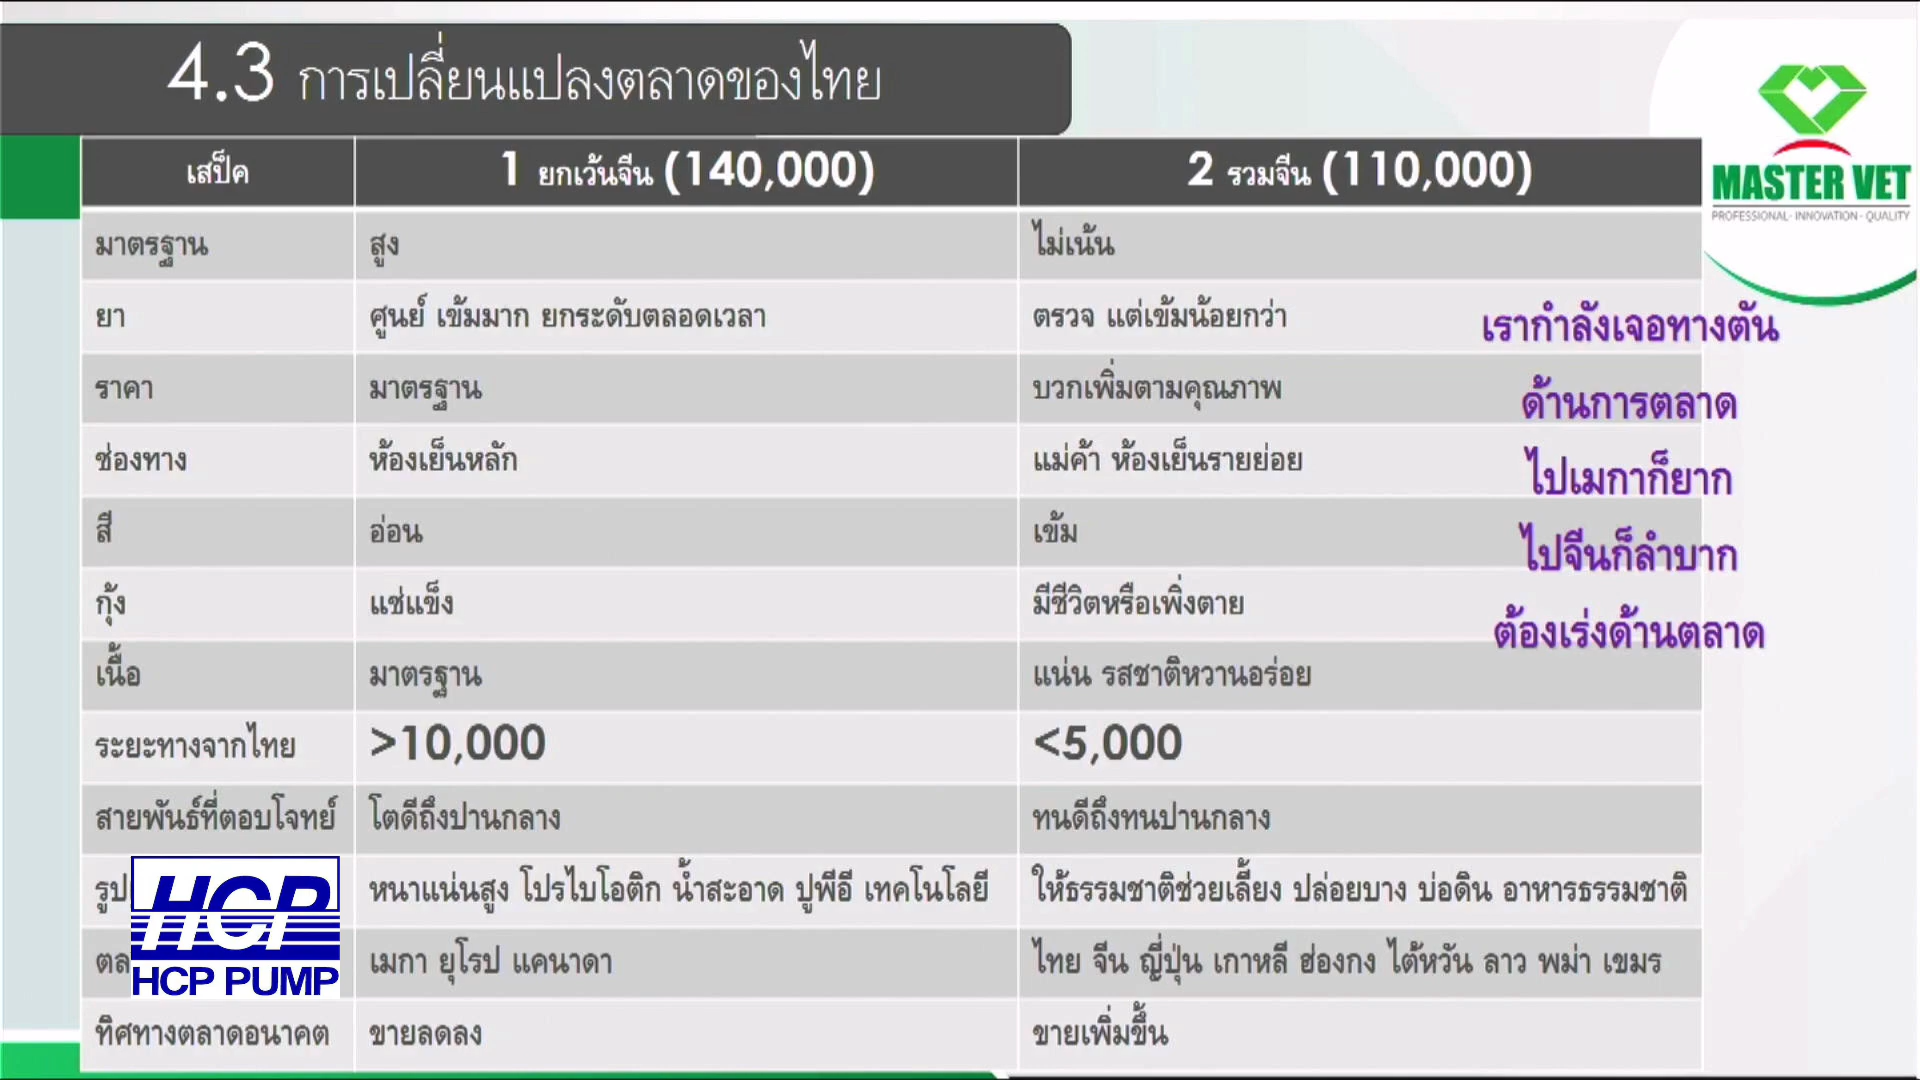 4.3 การเปลี่ยนแปลงตลาดของไทย
MASTER VET
PROFESSIONAL- INNOVATION - QUALITY
เสป็ค 1 ยกเว้นจีน (140,000) 2 รวมจีน (110,000)
มาตรฐาน สูง ไม่เน้น
ยา ศูนย์ เข้มมาก ยกระดับตลอดเวลา ตรวจ แต่เข้มน้อยกว่า
ราคา มาตรฐาน บวกเพิ่มตามคุณภาพ
ช่องทาง ห้องเย็นหลัก แม่ค้า ห้องเย็นรายย่อย
สี อ่อน เข้ม
กุ้ง แช่แข็ง มีชีวิตหรือเพิ่งตาย
เนื้อ มาตรฐาน แน่น รสชาติหวานอร่อย
ระยะทางจากไทย >10,000 <5,000
สายพันธ์ที่ตอบโจทย์ โตดีถึงปานกลาง ทนดีถึงทนปานกลาง
รูป หนาแน่นสูง โปรไบโอติก น้ำสะอาด ปูพีอี เทคโนโลยี ให้ธรรมชาติช่วยเลี้ยง ปล่อยบาง บ่อดิน อาหารธรรมชาติ
ตล เมกา ยุโรป แคนาดา ไทย จีน ญี่ปุ่น เกาหลี ฮ่องกง ไต้หวัน ลาว พม่า เขมร
ทิศทางตลาดอนาคต ขายลดลง ขายเพิ่มขึ้น
เรากำลังเจอทางตัน
ด้านการตลาด
ไปเมกาก็ยาก
ไปจีนก็ลำบาก
ต้องเร่งด้านตลาด
HCP
HCP PUMP